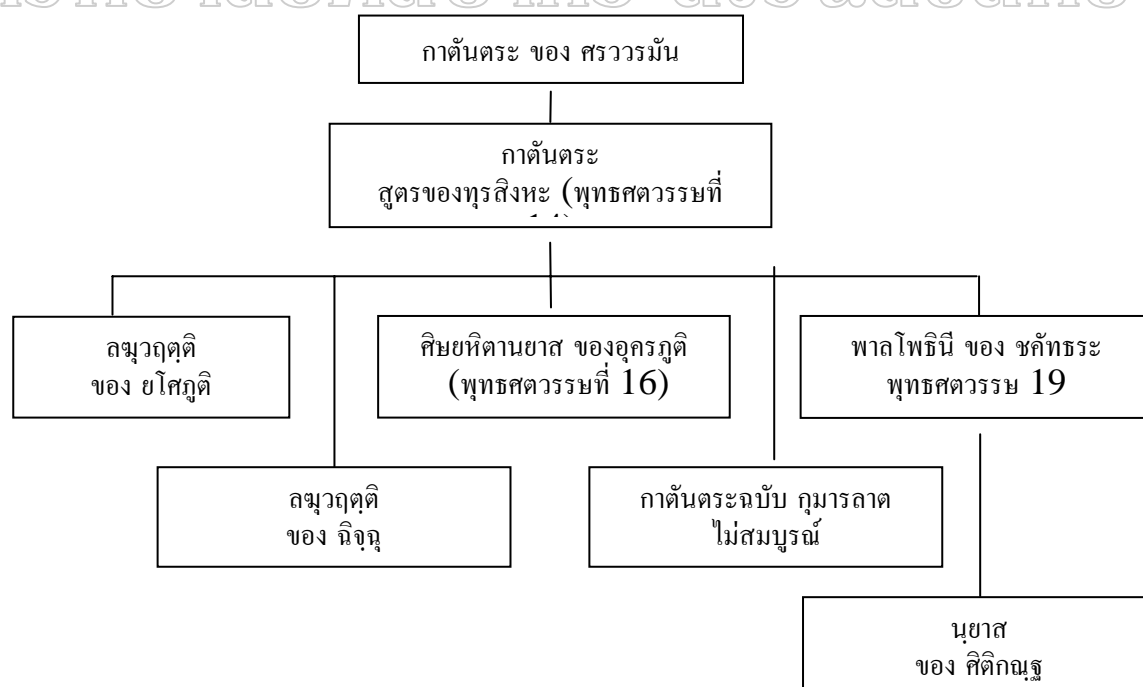 กาตันตระ ของ ศรววรมัน
กาตันตระ
สูตรของทุรสิงหะ (พุทธศตวรรษที่
ลฆุวฤตฺติ
ของ ยโศภูติ
ศิษยหิตานยาส ของอุครภูติ
(พุทธศตวรรษที่ 16)
พาลโพธินี ของ ชคัทธระ
พุทธศตวรรษ 19
ลฆุวฤตฺติ
ของ ฉิจฺฉุ
กาตันตระฉบับ กุมารลาต
ไม่สมบูรณ์
นฺยาส
ของ ศิติกณฺฐ